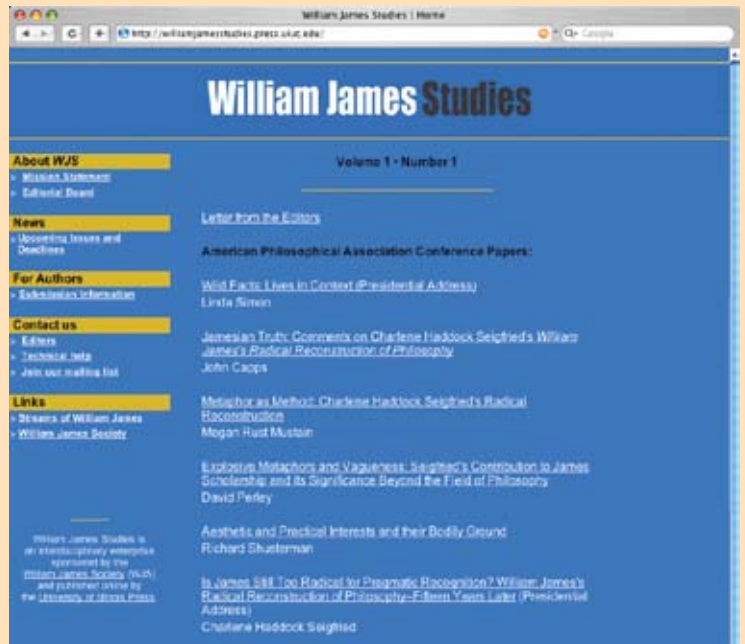 William James Studies | Home
William James Studies
About WJS
Mission Statement
Editorial Board
News
Upcoming Issues and
Deadlines
For Authors
Submission Information
Contact us
Editors
Technical help
Join our mailing list
Links
Streams of William James
William James Society
William James Studies is
an interdisciplinary enterprise
sponsored by the
William James Society (WJS)
and published online by
the University of Illinois Press
Volume 1 · Number 1
Letter from the Editors
American Philosophical Association Conference Papers:
Wild Facts: Lives in Context (Presidential Address)
Linda Simon
Jamesian Truth: Comments on Charlene Haddock Seigfried's William
James's Radical Reconstruction of Philosophy
John Capps
Metaphor as Method: Charlene Haddock Seigfried's Radical
Reconstruction
Megan Rust Mustain
Explosive Metaphors and Vagueness: Seigfried's Contribution to James
Scholarship and its Significance Beyond the Field of Philosophy
David Perley
Aesthetic and Practical Interests and their Bodily Ground
Richard Shusterman
Is James Still Too Radical for Pragmatic Recognition? William James's
Radical Reconstruction of Philosophy–Fifteen Years Later (Presidential
Address)
Charlene Haddock Seigfried